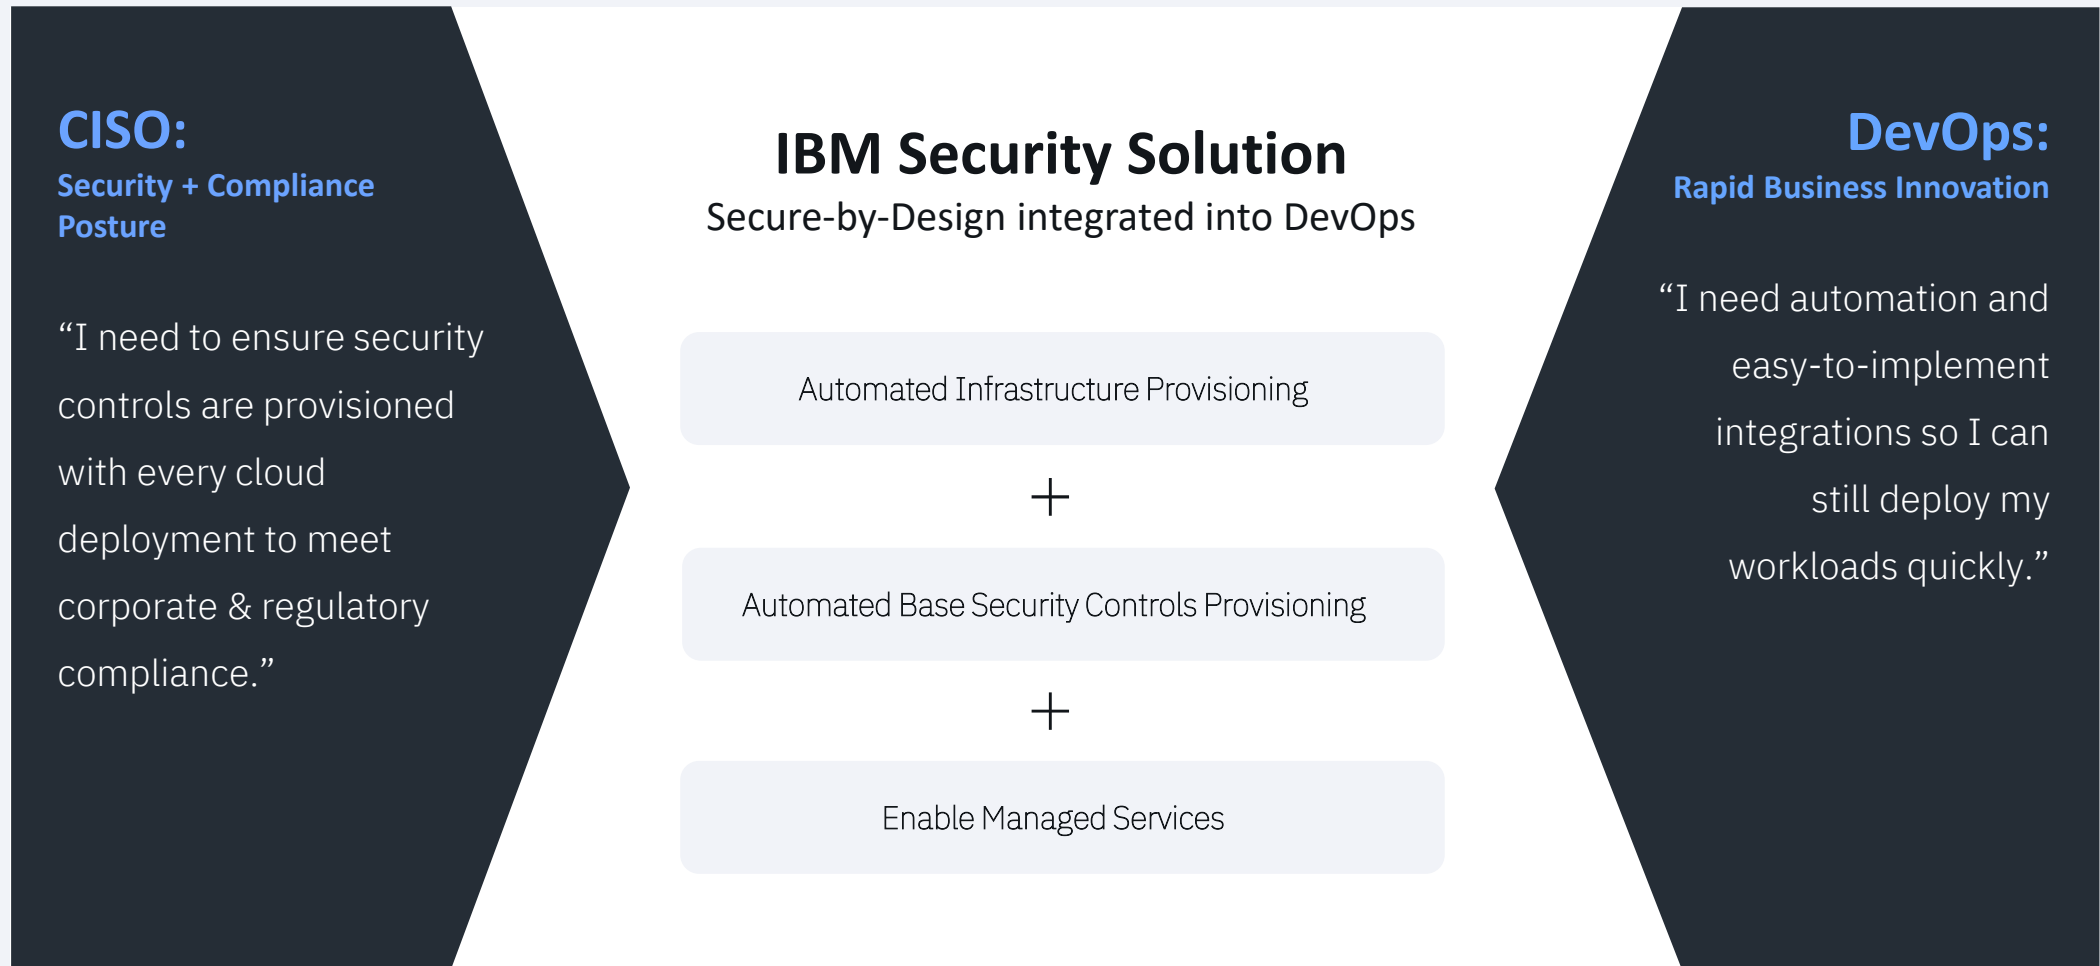 CISO:
Security + Compliance
Posture
“I need to ensure security
controls are provisioned
with every cloud
deployment to meet
corporate & regulatory
compliance.”
IBM Security Solution
Secure-by-Design integrated into DevOps
Automated Infrastructure Provisioning
+
Automated Base Security Controls Provisioning
+
Enable Managed Services
DevOps:
Rapid Business Innovation
“I need automation and
easy-to-implement
integrations so I can
still deploy my
workloads quickly.”